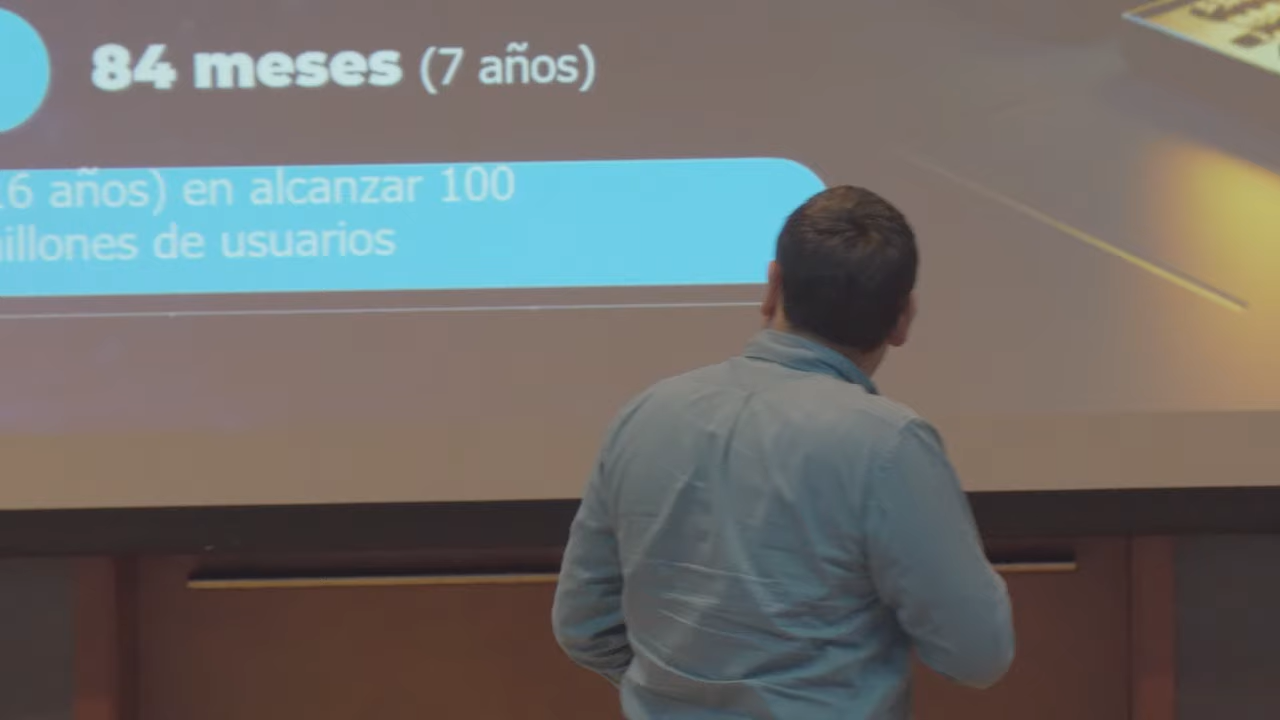 84 meses (7 años)
6 años) en alcanzar 100
illones de usuarios